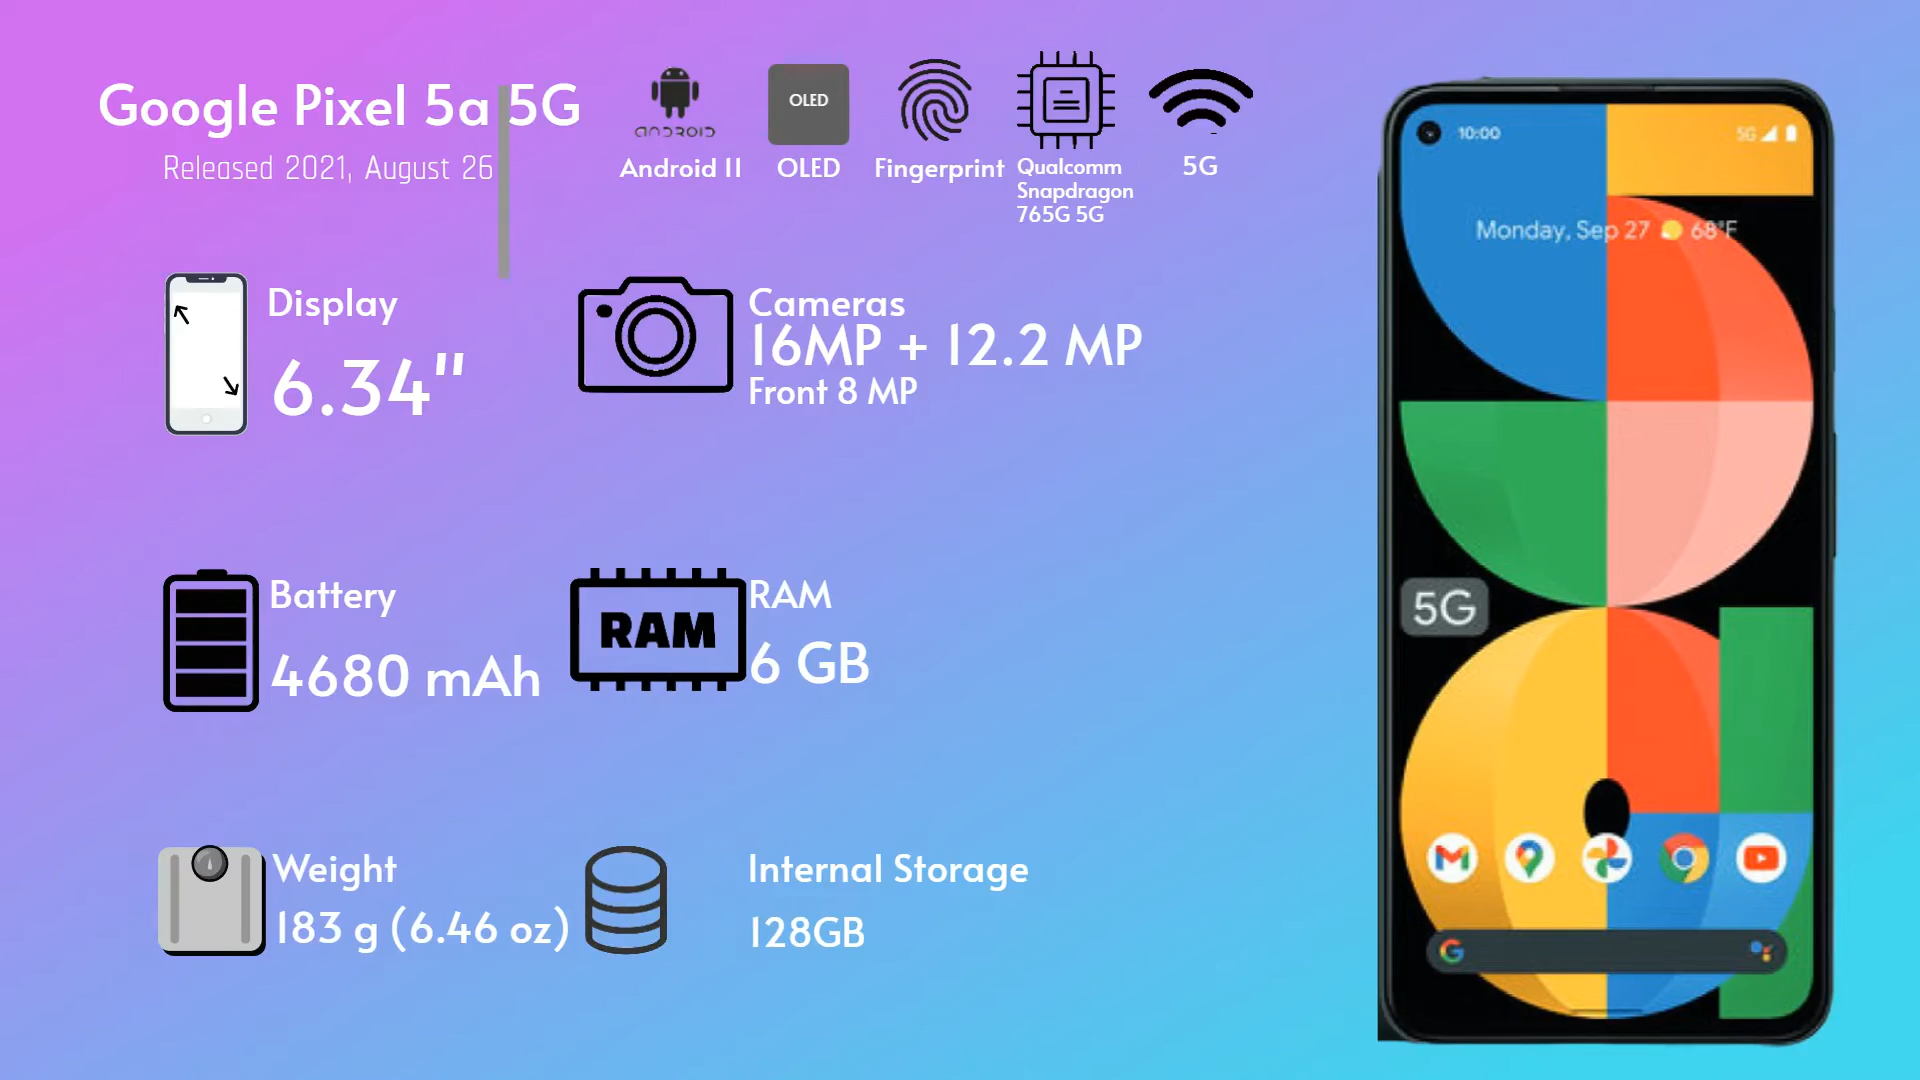 Google Pixel 5a 5G
Released 2021, August 26
ANDROID
Android 11
OLED
OLED
Fingerprint
Qualcomm
Snapdragon
765G 5G
5G
Display
6.34"
Cameras
16MP + 12.2 MP
Front 8 MP
Battery
4680 mAh
RAM
RAM
6 GB
Weight
183 g (6.46 oz)
Internal Storage
128GB
10:00
5G
Monday, Sep 27 68°F
5G